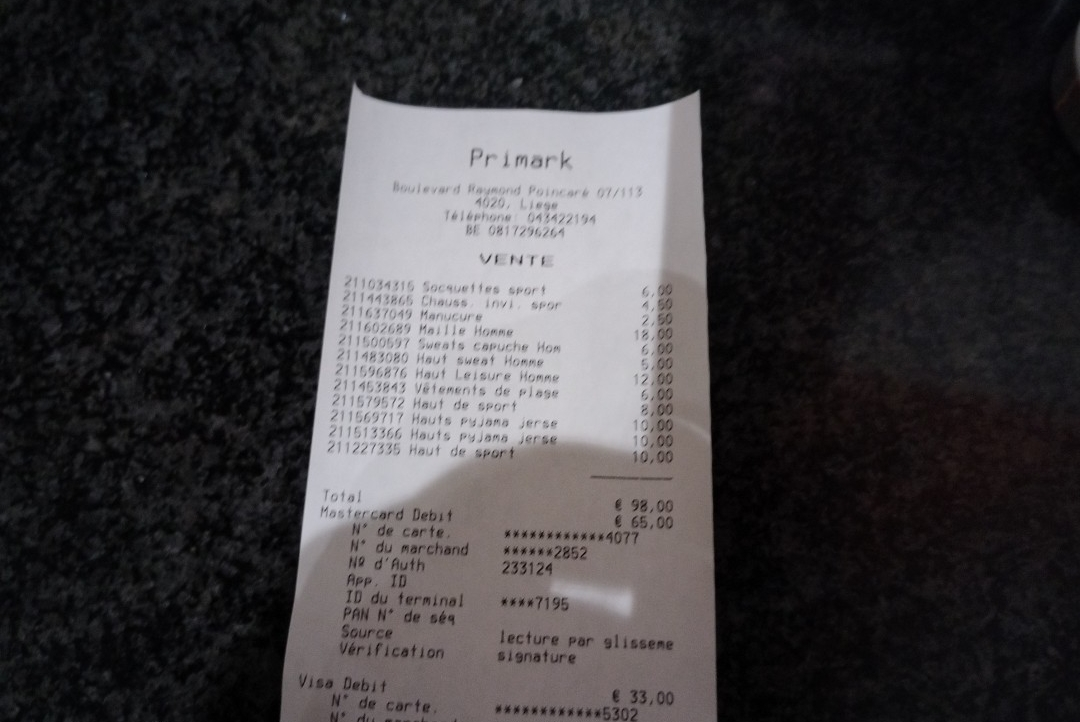 Primark
Boulevard Raymond Poincaré 07/113
4020, Liege
Téléphone: 043422194
BE 0817296264
VENTE
211034315 Socquettes sport 6,00
211443865 Chauss. invi. spor 4,50
211637049 Manucure 2,50
211602689 Maille Homme 18,00
211500597 Sweats capuche Hom 6,00
211483080 Haut sweat Homme 5,00
211596876 Haut Leisure Homme 12,00
211453843 Vêtements de plage 6,00
211579572 Haut de sport 8,00
211569717 Hauts pyjama jerse 10,00
211513366 Hauts pyjama jerse 10,00
211227335 Haut de sport 10,00
Total € 98,00
Mastercard Debit € 65,00
N° de carte. ************4077
N° du marchand ******2852
Nº d'Auth 233124
App. ID
ID du terminal ****7195
PAN N° de séq
Source lecture par glisseme
Vérification signature
Visa Debit € 33,00
N° de carte. ************5302
N° du